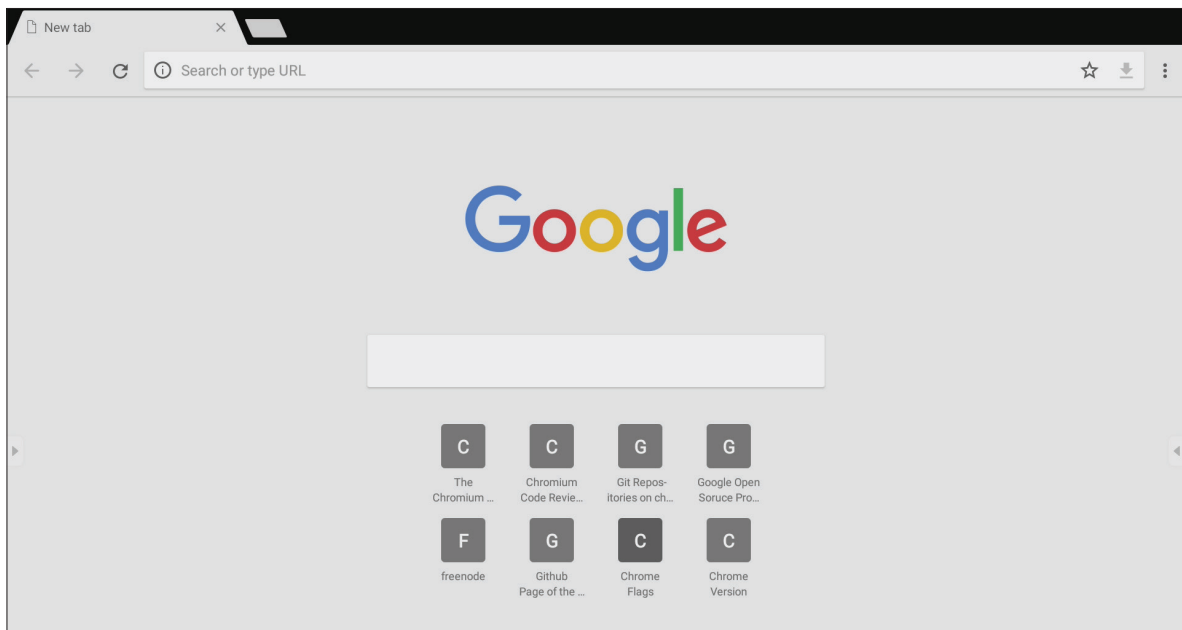 New tab
Search or type URL
Google
C C G G
The Chromium Git Repos- Google Open
Chromium ... Code Revie... itories on ch... Soruce Pro...
F G C C
freenode Github Chrome Chrome
Page of the ... Flags Version